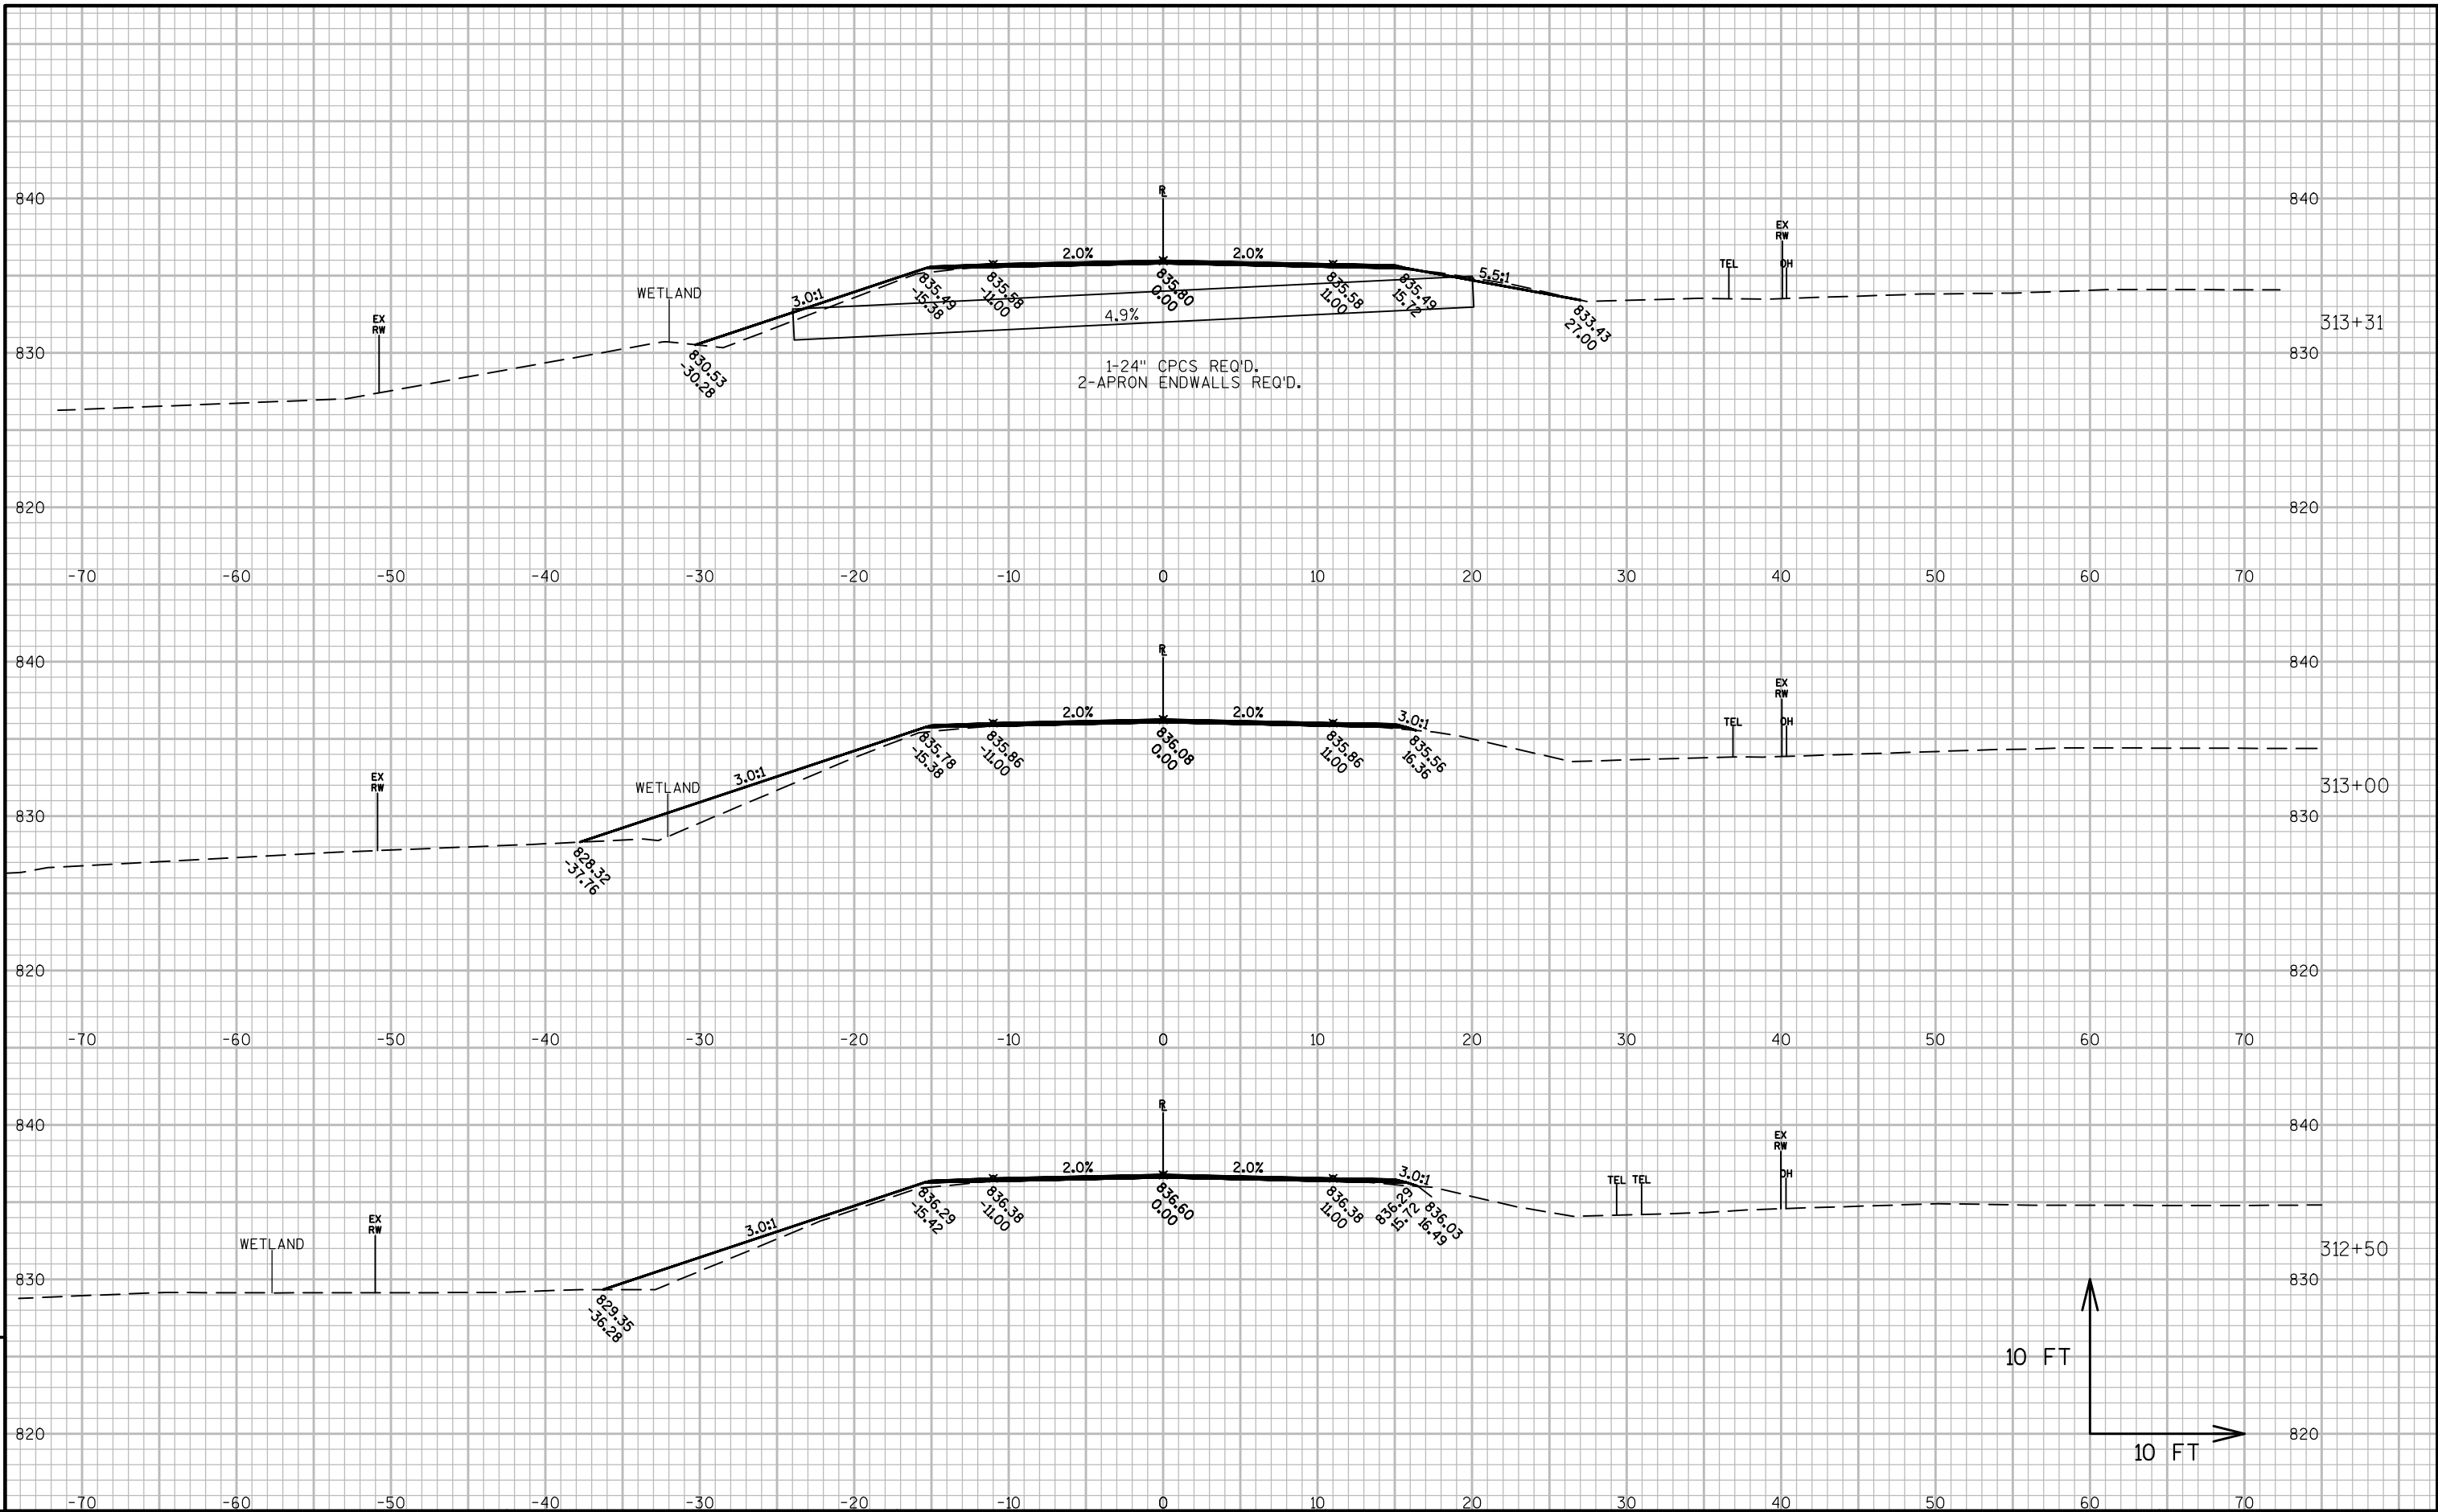 R
L
840
840
EX
RW
2.0%
2.0%
TEL
OH
5.5:1
WETLAND
3.0:1
835.49
-15.38
835.58
-11.00
835.80
0.00
835.58
11.00
835.49
15.72
833.43
27.00
EX
RW
4.9%
313+31
830
830
830.53
-30.28
1-24" CPCS REQ'D.
2-APRON ENDWALLS REQ'D.
820
820
-70 -60 -50 -40 -30 -20 -10 0 10 20 30 40 50 60 70
R
L
840
840
EX
RW
2.0%
2.0%
3.0:1
TEL
OH
835.78
-15.38
835.86
-11.00
836.08
0.00
835.86
11.00
835.56
16.36
3.0:1
EX
RW
WETLAND
313+00
830
830
828.32
-37.76
820
820
-70 -60 -50 -40 -30 -20 -10 0 10 20 30 40 50 60 70
R
L
840
840
EX
RW
2.0%
2.0%
3.0:1
TEL
TEL
OH
836.29
-15.42
836.38
-11.00
836.60
0.00
836.38
11.00
836.29
15.72
836.03
16.49
3.0:1
EX
RW
WETLAND
312+50
830
830
829.35
-36.28
10 FT
820
820
10 FT
-70 -60 -50 -40 -30 -20 -10 0 10 20 30 40 50 60 70